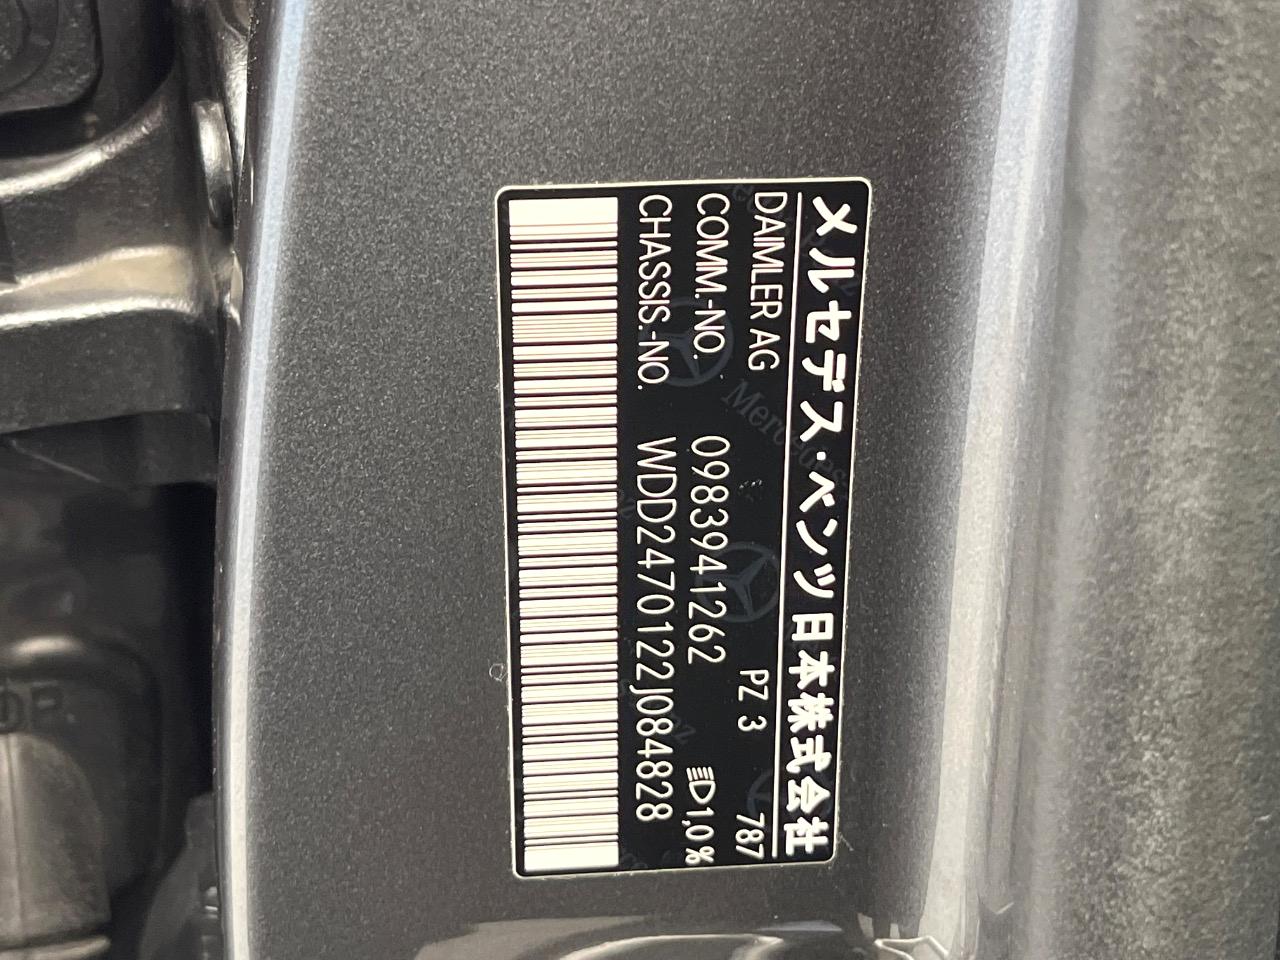 メルセデス・ベンツ日本株式会社
DAIMLER AG PZ 3 787
COMM.-NO. 0983941262 1,0%
CHASSIS.-NO. WDD2470122J084828